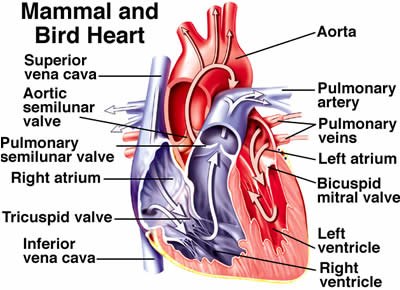 Mammal and
Bird Heart
Superior
vena cava
Aortic
semilunar
valve
Pulmonary
semilunar valve
Right atrium
Tricuspid valve
Inferior
vena cava
Aorta
Pulmonary
artery
Pulmonary
veins
Left atrium
Bicuspid
mitral valve
Left
ventricle
Right
ventricle